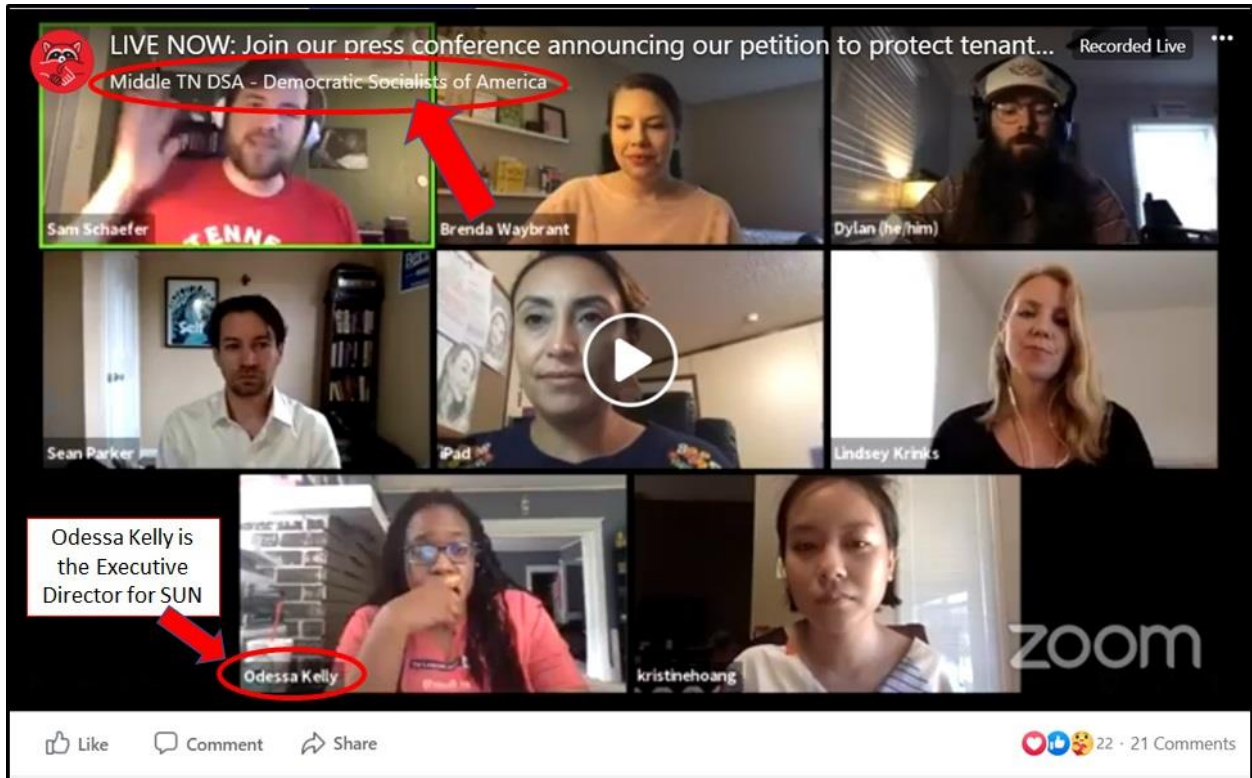 LIVE NOW: Join our press conference announcing our petition to protect tenant...
Recorded Live
Middle TN DSA - Democratic Socialists of America
TENNE
Sam Schaefer
Brenda Waybrant
Dylan (he/him)
Self
Sean Parker
iPad
Lindsey Krinks
Odessa Kelly is
the Executive
Director for SUN
Odessa Kelly
kristinehoang
zoom
Like
Comment
Share
22 · 21 Comments